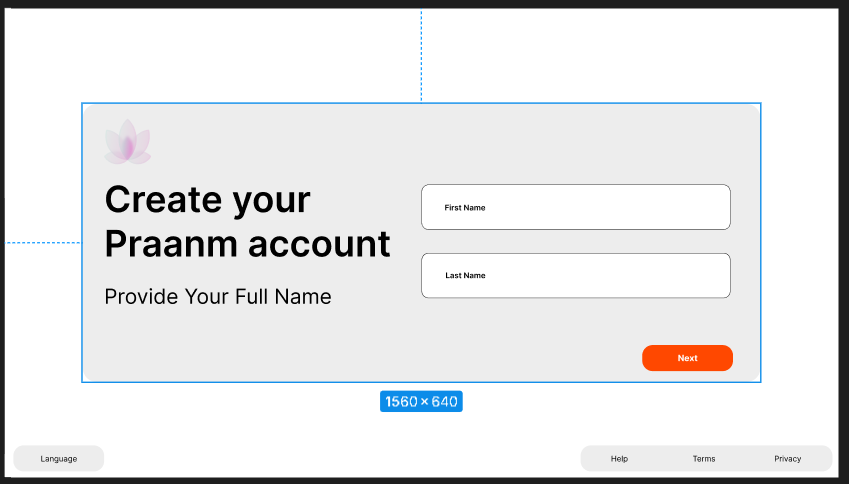 Create your
Praanm account
Provide Your Full Name
First Name
Last Name
Next
1560 × 640
Language
Help
Terms
Privacy